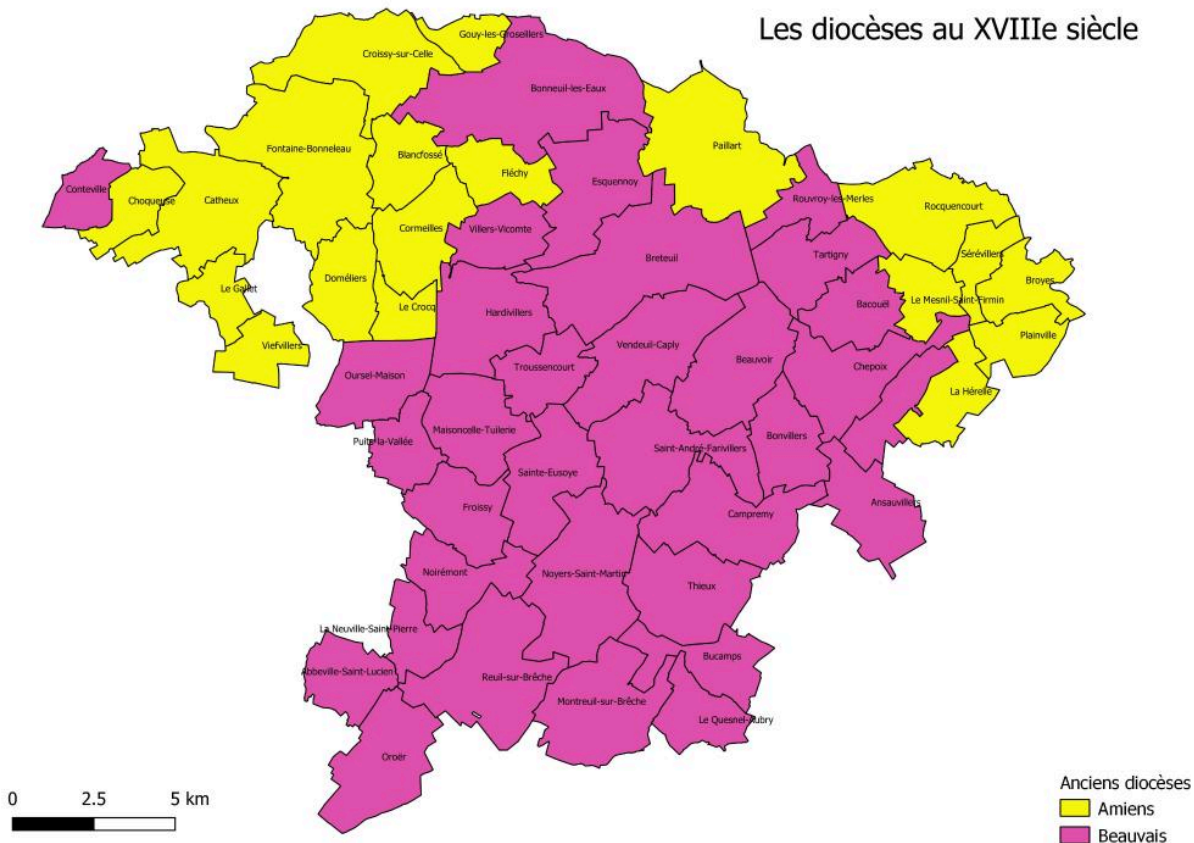 Les diocèses au XVIIIe siècle
Gouy-les-Groseillers
Croissy-sur-Celle
Bonneuil-les-Eaux
Fontaine-Bonneleau
Blancfossé
Paillart
Fléchy
Esquennoy
Conteville
Choqueuse
Catheux
Rouvroy-les-Merles
Rocquencourt
Cormeilles
Villers-Vicomte
Breteuil
Tartigny
Sérévillers
Doméliers
Broyes
Le Gallet
Le Crocq
Hardivillers
Bacouël
Le Mesnil-Saint-Firmin
Plainville
Viefvillers
Vendeuil-Caply
Beauvoir
Troussencourt
Chepoix
Oursel-Maison
La Hérelle
Maisoncelle-Tuilerie
Puits-la-Vallée
Saint-André-Farivillers
Bonvillers
Sainte-Eusoye
Froissy
Campremy
Ansauvillers
Noirémont
Noyers-Saint-Martin
Thieux
La Neuville-Saint-Pierre
Bucamps
Abbeville-Saint-Lucien
Reuil-sur-Brêche
Montreuil-sur-Brêche
Le Quesnel-Aubry
Oroër
0 2.5 5 km
Anciens diocèses
Amiens
Beauvais